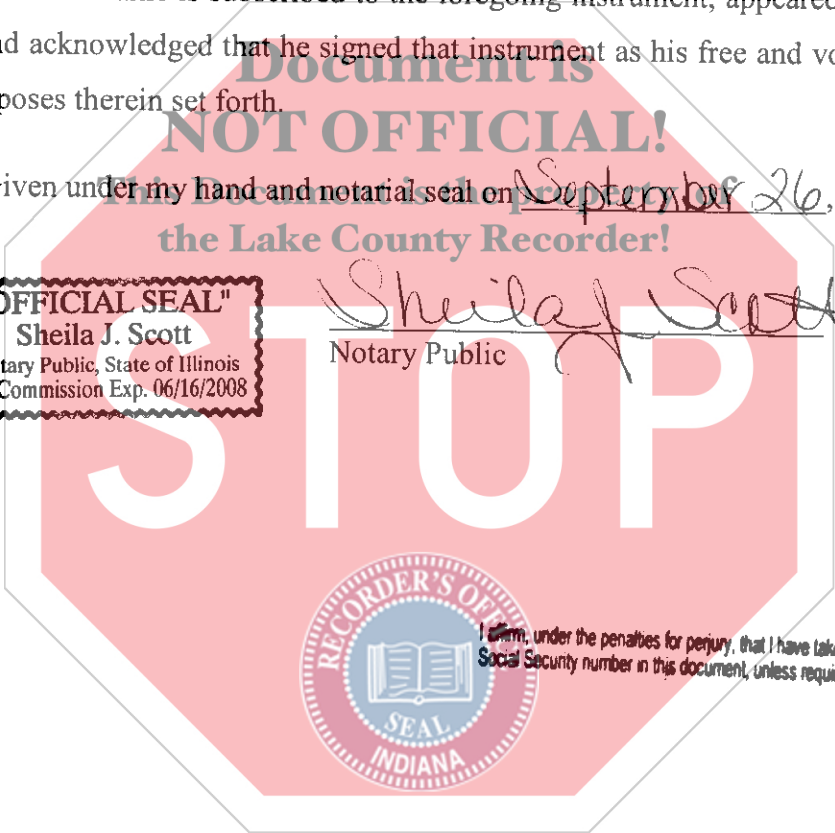 is subscribed to the foregoing instrument, appeared
nd acknowledged that he signed that instrument as his free and vo
poses therein set forth.
Document is
NOT OFFICIAL!
iven under my hand and notarial seal on September 26,
This Document is the property of
the Lake County Recorder!
OFFICIAL SEAL"
Sheila J. Scott
tary Public, State of Illinois
Commission Exp. 06/16/2008
Sheila J Scott
Notary Public
STOP
RECORDER'S OFFICE
SEAL
INDIANA
I affirm, under the penalties for perjury, that I have take
Social Security number in this document, unless requi